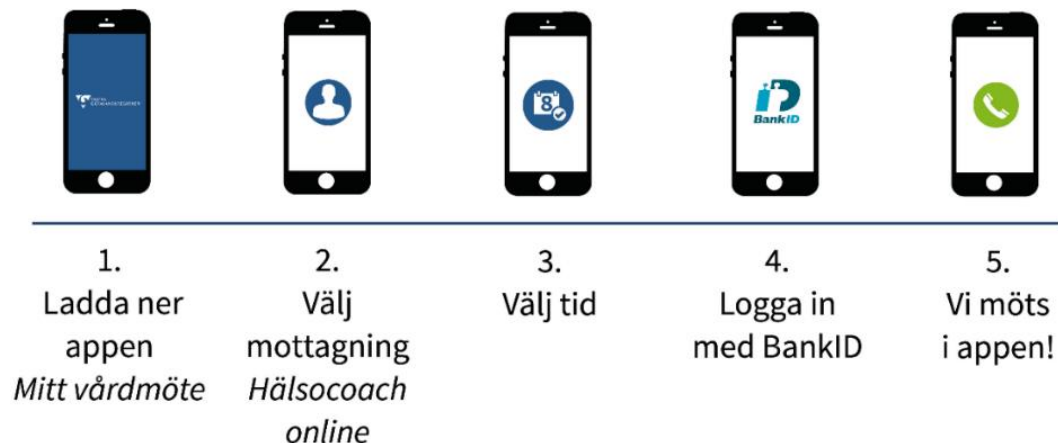 8
BankID
1.
Ladda ner
appen
Mitt vårdmöte
2.
Välj
mottagning
Hälsocoach
online
3.
Välj tid
4.
Logga in
med BankID
5.
Vi möts
i appen!